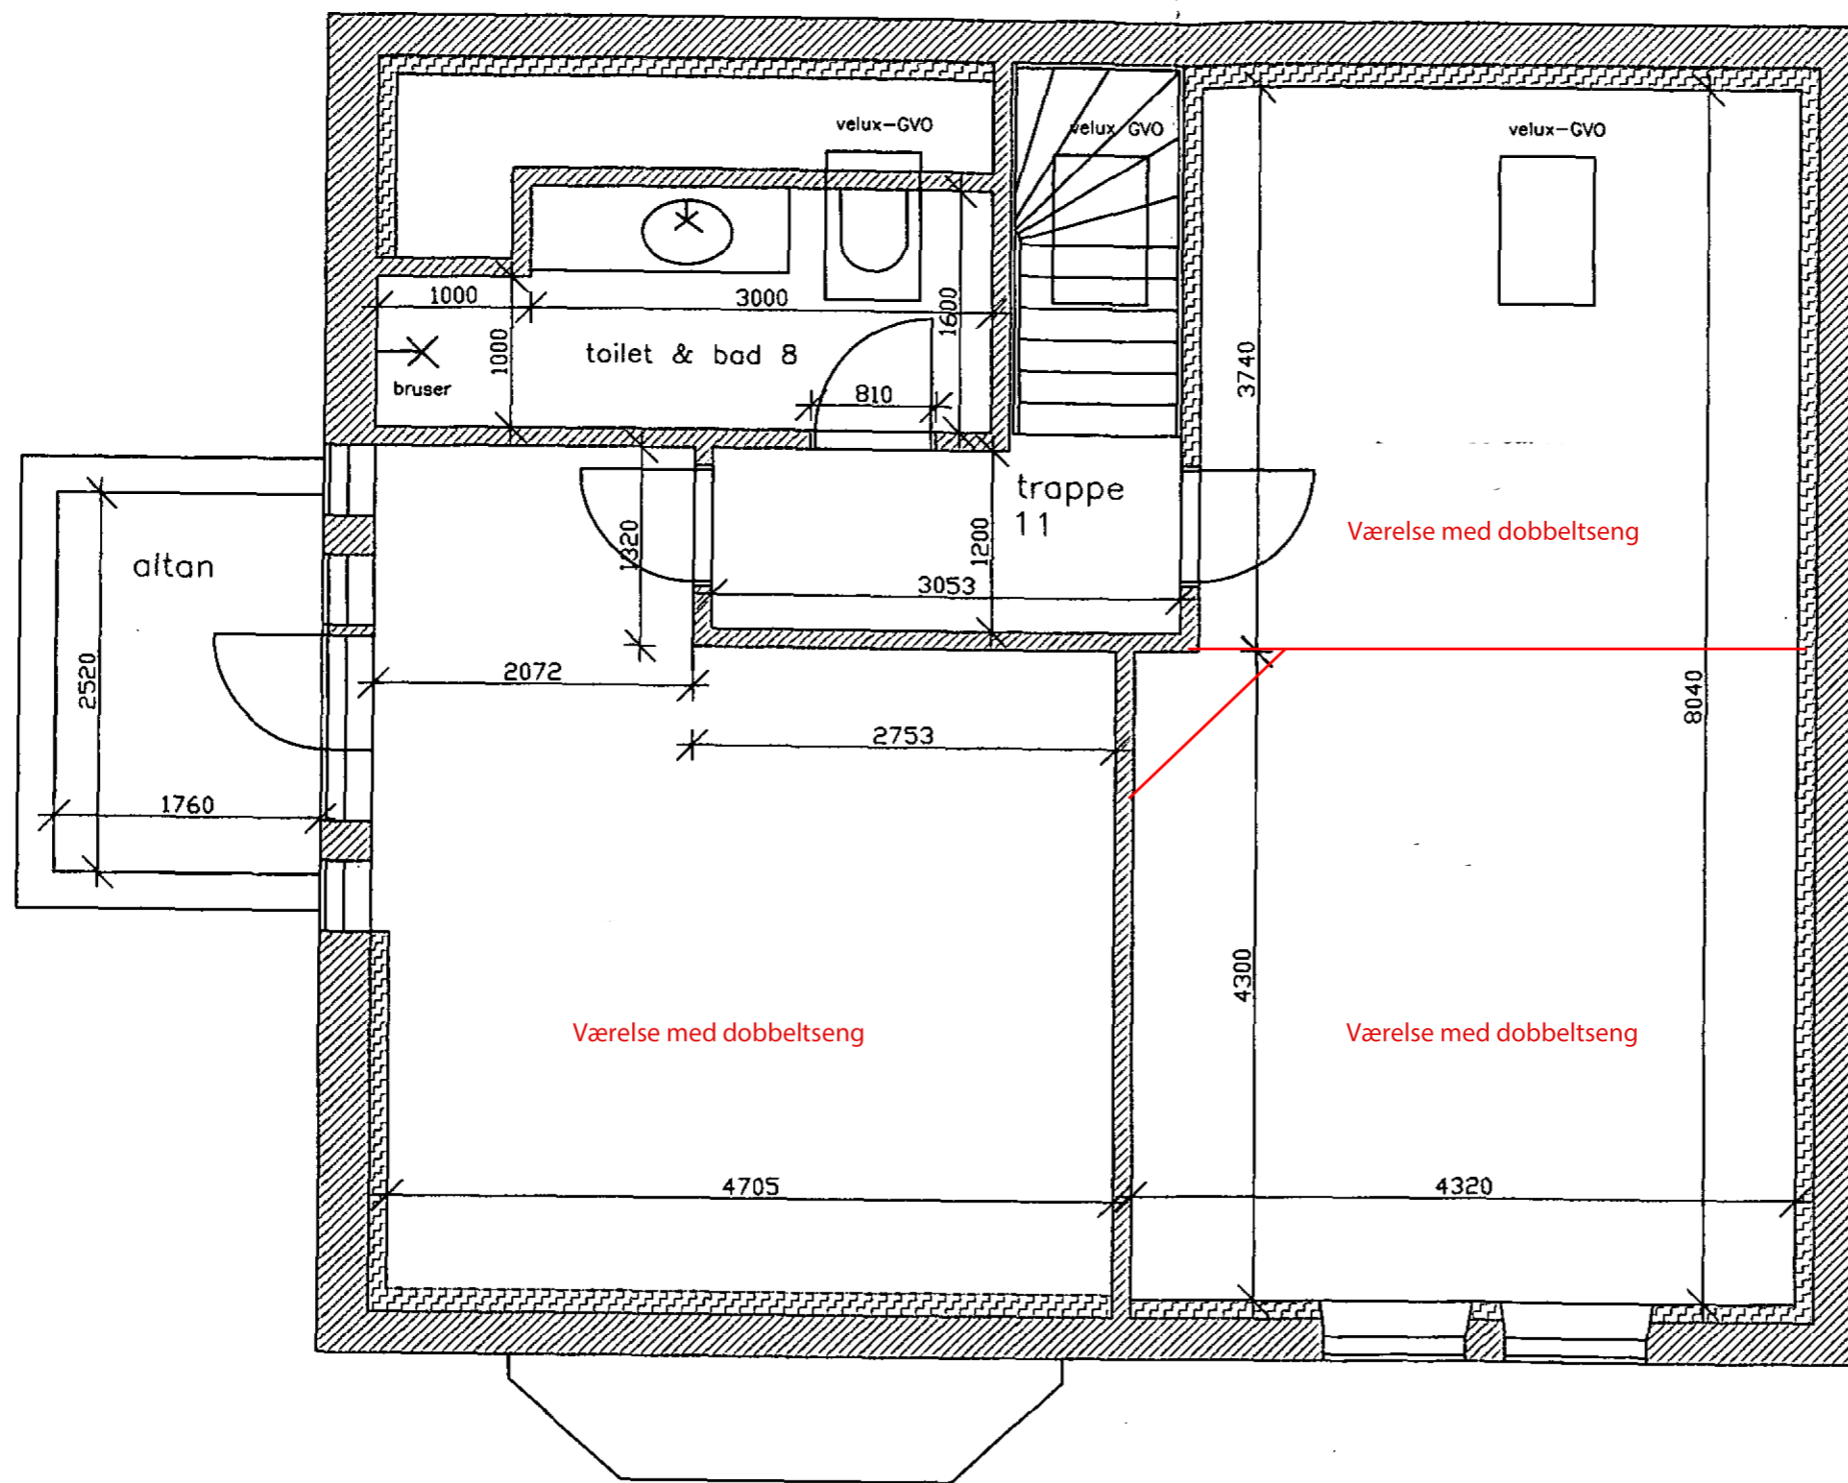 velux-GVO
velux GVO
velux-GVO
1000
3000
1600
1000
toilet & bad 8
bruser
810
3740
trappe
11
1320
1200
3053
Værelse med dobbeltseng
altan
2520
2072
8040
2753
1760
4300
Værelse med dobbeltseng
Værelse med dobbeltseng
4705
4320